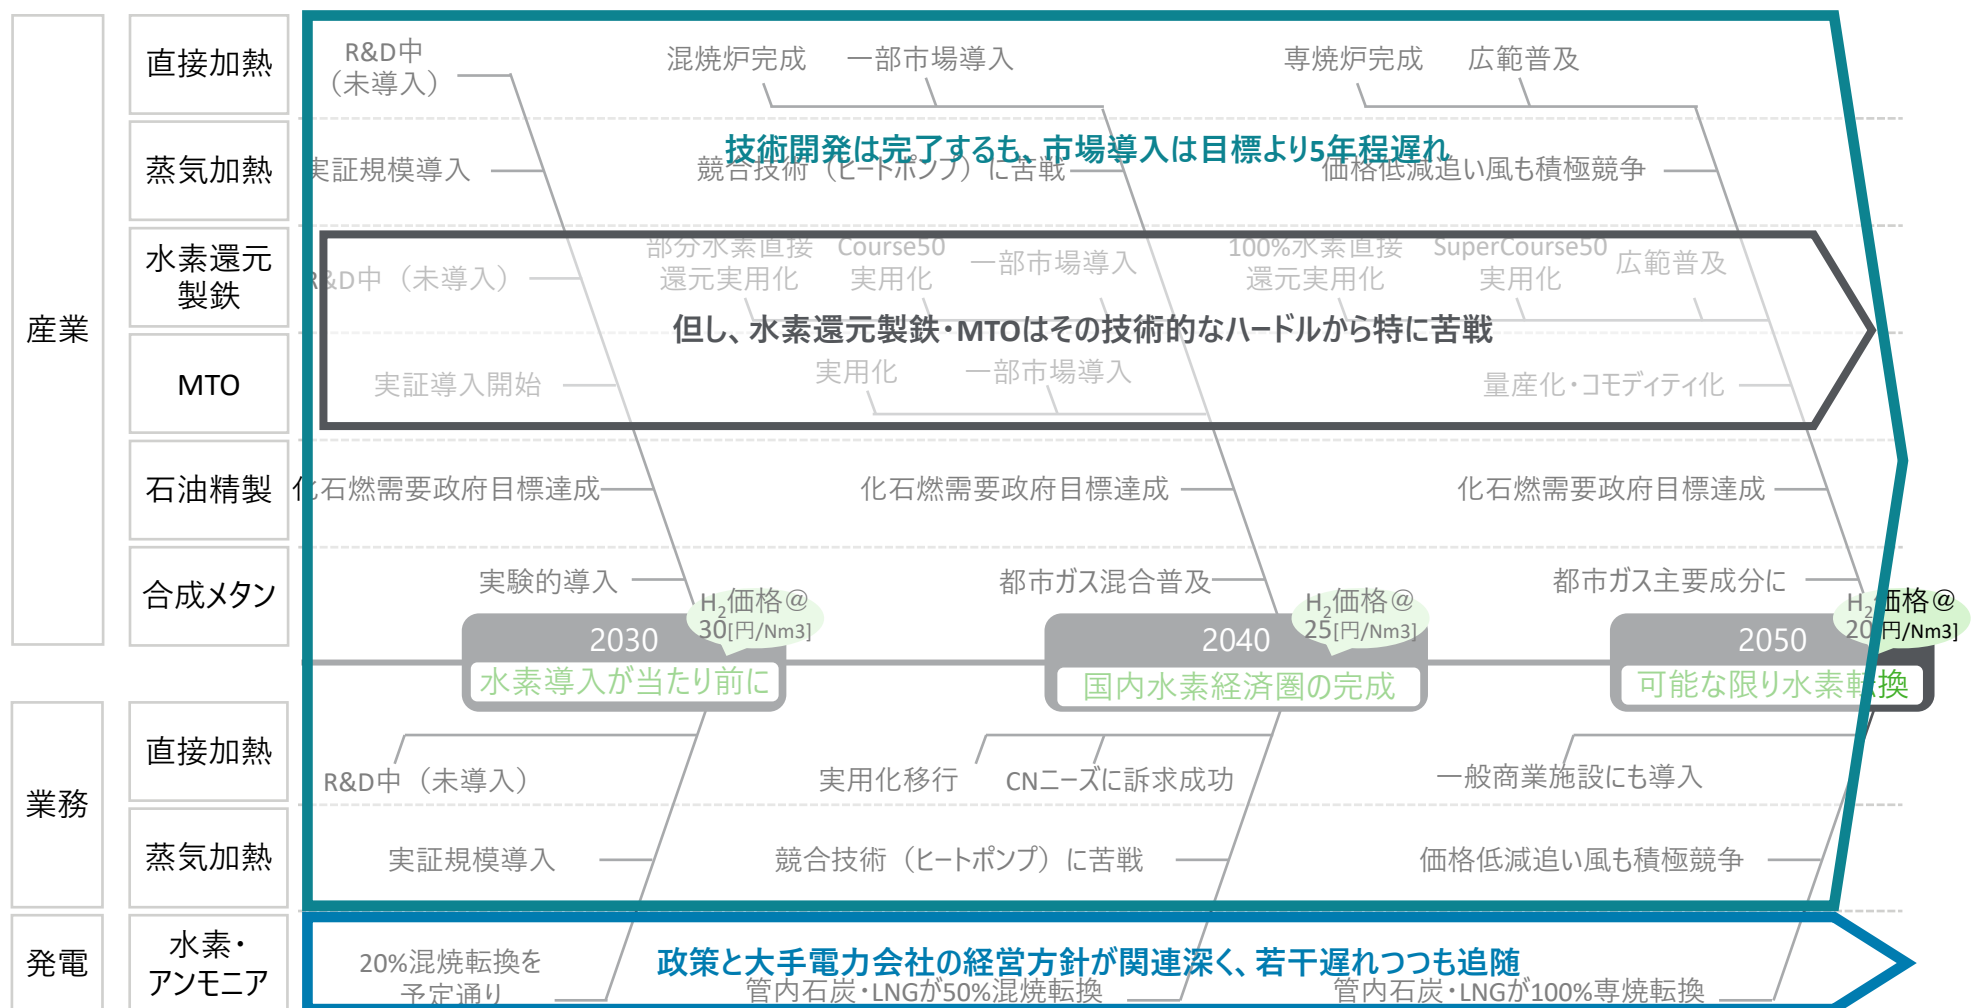 産業
直接加熱
R&D中
（未導入）
混焼炉完成
一部市場導入
専焼炉完成
広範普及
技術開発は完了するも、市場導入は目標より5年程遅れ
蒸気加熱
実証規模導入
競合技術（ヒートポンプ）に苦戦
価格低減追い風も積極競争
水素還元
製鉄
R&D中（未導入）
部分水素直接
還元実用化
Course50
実用化
一部市場導入
100%水素直接
還元実用化
SuperCourse50
実用化
広範普及
但し、水素還元製鉄・MTOはその技術的なハードルから特に苦戦
MTO
実証導入開始
実用化
一部市場導入
量産化・コモディティ化
石油精製
化石燃需要政府目標達成
化石燃需要政府目標達成
化石燃需要政府目標達成
合成メタン
実験的導入
都市ガス混合普及
都市ガス主要成分に
H2価格@
30[円/Nm3]
H2価格@
25[円/Nm3]
H2価格@
20[円/Nm3]
2030
水素導入が当たり前に
2040
国内水素経済圏の完成
2050
可能な限り水素転換
業務
直接加熱
R&D中（未導入）
実用化移行
CNニーズに訴求成功
一般商業施設にも導入
蒸気加熱
実証規模導入
競合技術（ヒートポンプ）に苦戦
価格低減追い風も積極競争
発電
水素・
アンモニア
20%混焼転換を
予定通り
政策と大手電力会社の経営方針が関連深く、若干遅れつつも追随
管内石炭・LNGが50%混焼転換
管内石炭・LNGが100%専焼転換